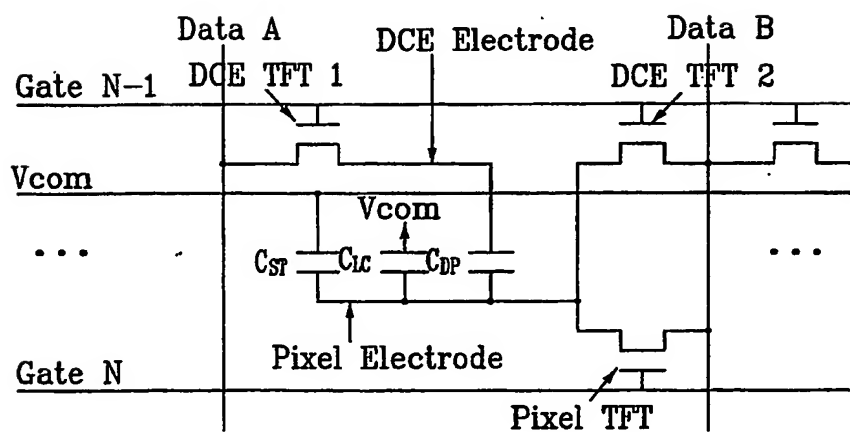 Data A
Data B
DCE Electrode
Gate N-1
DCE TFT 1
DCE TFT 2
Vcom
Vcom
CST
CLC
CDP
Pixel Electrode
Gate N
Pixel TFT